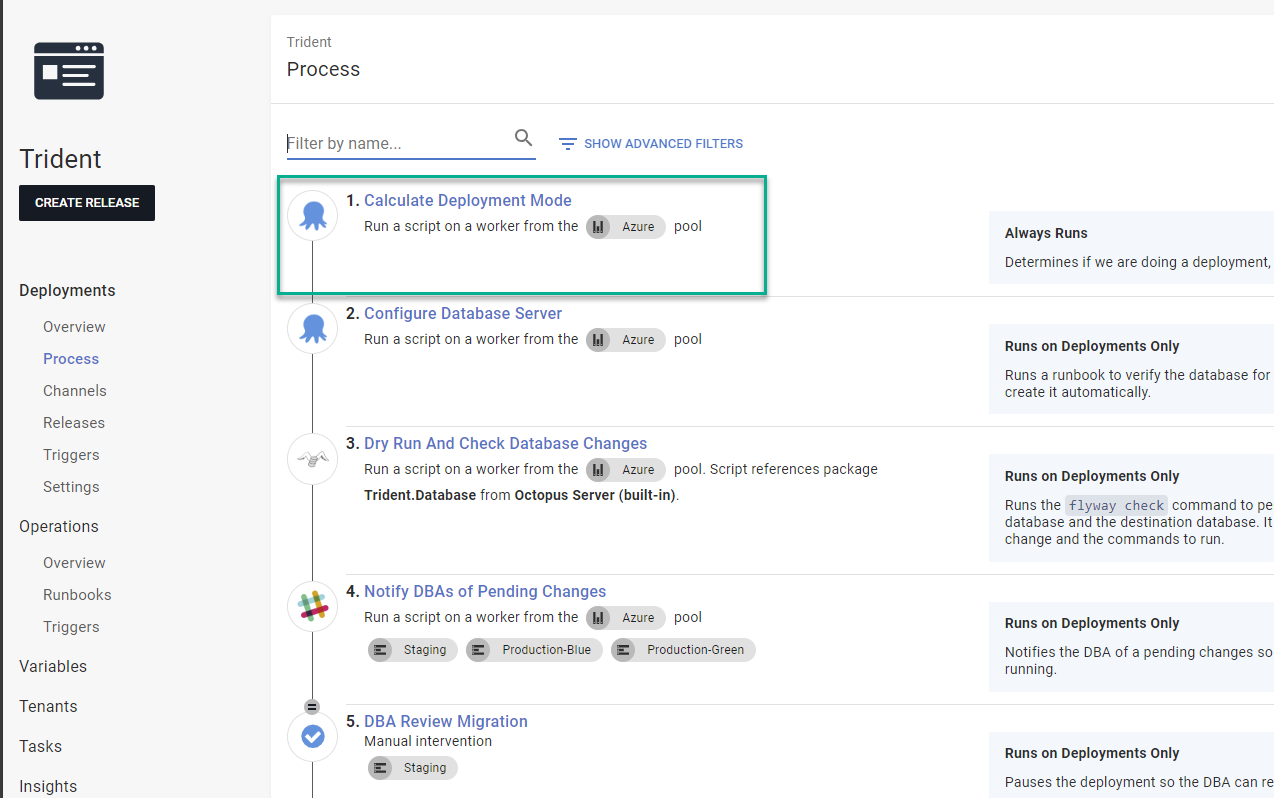 Trident
CREATE RELEASE
Deployments
Overview
Process
Channels
Releases
Triggers
Settings
Operations
Overview
Runbooks
Triggers
Variables
Tenants
Tasks
Insights
Trident
Process
Filter by name...
SHOW ADVANCED FILTERS
1. Calculate Deployment Mode
Run a script on a worker from the Azure pool
Always Runs
Determines if we are doing a deployment,
2. Configure Database Server
Run a script on a worker from the Azure pool
Runs on Deployments Only
Runs a runbook to verify the database for
create it automatically.
3. Dry Run And Check Database Changes
Run a script on a worker from the Azure pool. Script references package
Trident.Database from Octopus Server (built-in).
Runs on Deployments Only
Runs the flyway check command to pe
database and the destination database. It
change and the commands to run.
4. Notify DBAs of Pending Changes
Run a script on a worker from the Azure pool
Staging Production-Blue Production-Green
Runs on Deployments Only
Notifies the DBA of a pending changes so
running.
5. DBA Review Migration
Manual intervention
Staging
Runs on Deployments Only
Pauses the deployment so the DBA can re